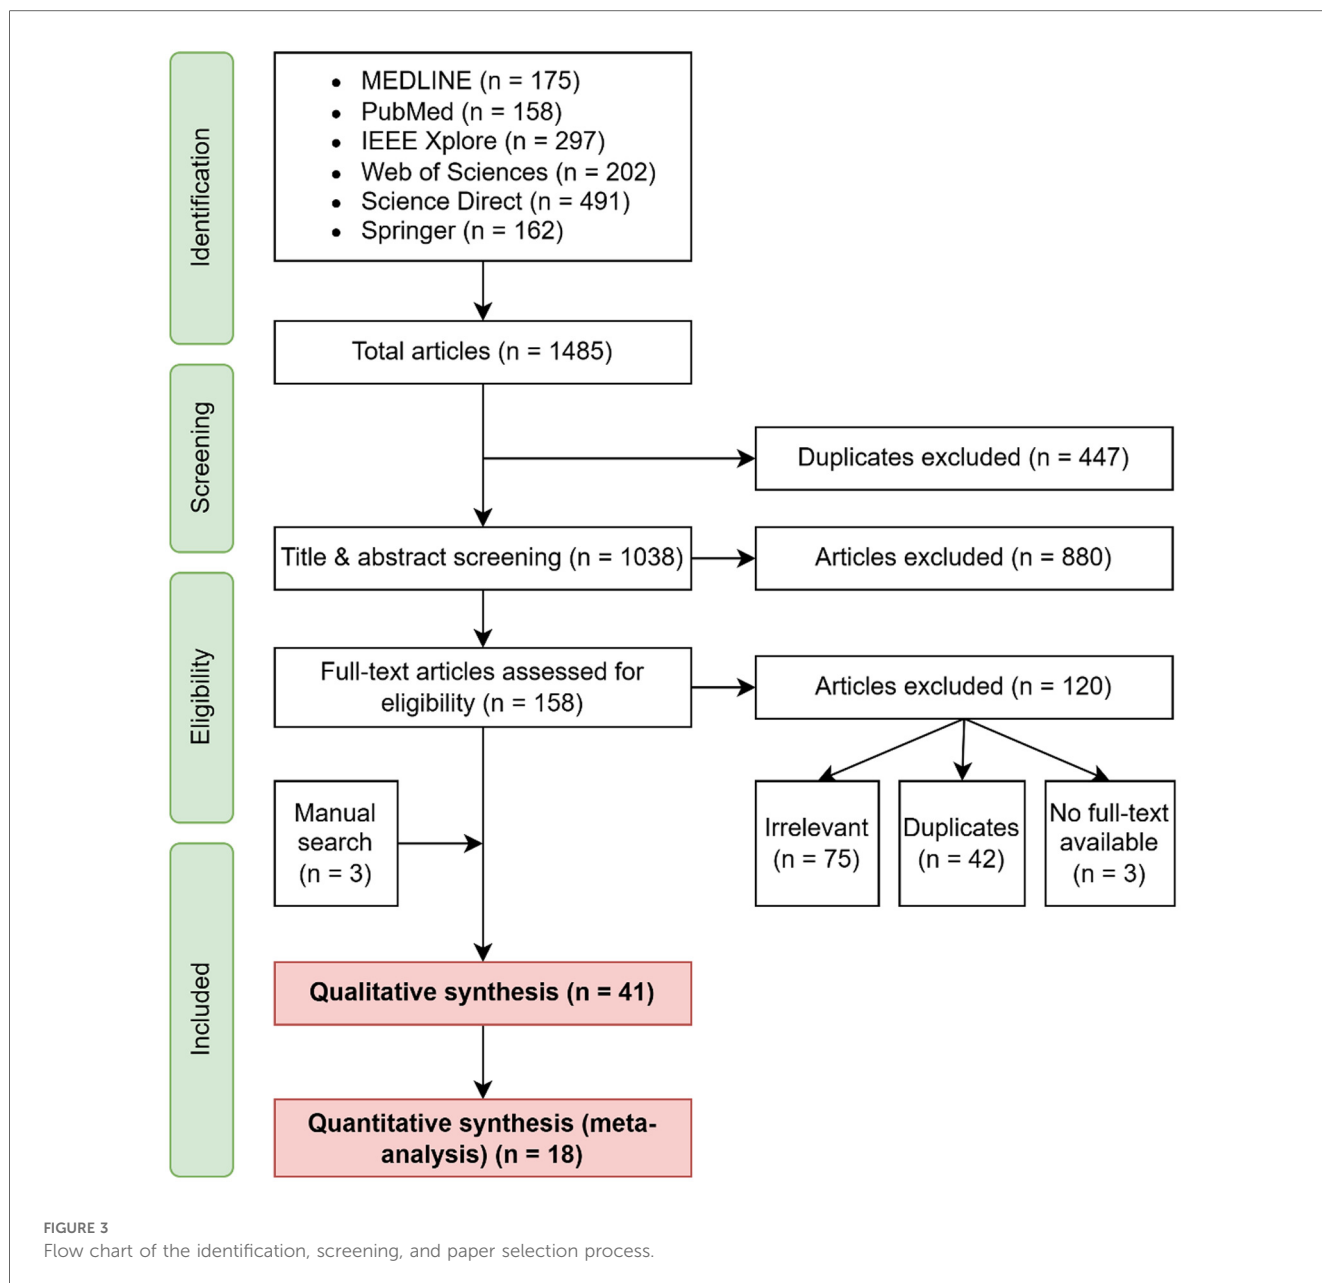 Identification
• MEDLINE (n = 175)
• PubMed (n = 158)
• IEEE Xplore (n = 297)
• Web of Sciences (n = 202)
• Science Direct (n = 491)
• Springer (n = 162)
Total articles (n = 1485)
Screening
Duplicates excluded (n = 447)
Title & abstract screening (n = 1038)
Articles excluded (n = 880)
Eligibility
Full-text articles assessed for
eligibility (n = 158)
Articles excluded (n = 120)
Manual
search
(n = 3)
Irrelevant
(n = 75)
Duplicates
(n = 42)
No full-text
available
(n = 3)
Included
Qualitative synthesis (n = 41)
Quantitative synthesis (meta-
analysis) (n = 18)
FIGURE 3
Flow chart of the identification, screening, and paper selection process.